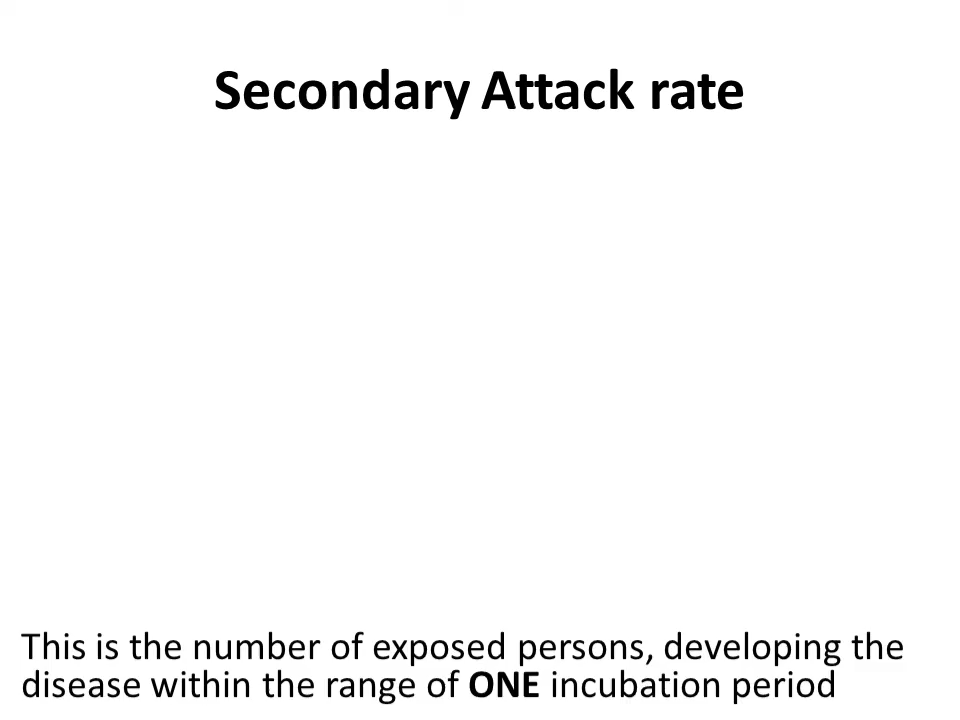 Secondary Attack rate
This is the number of exposed persons, developing the
disease within the range of ONE incubation period